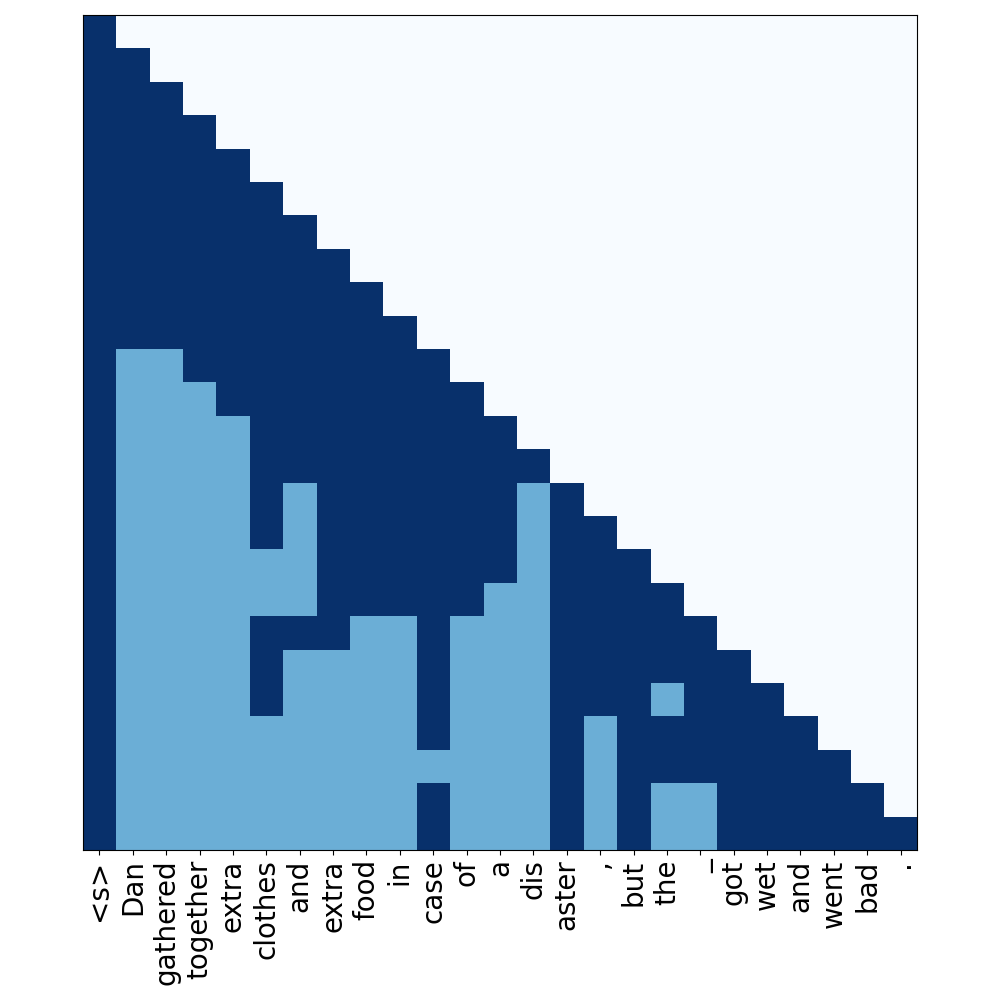 <s>
Dan
gathered
together
extra
clothes
and
extra
food
in
case
of
a
dis
aster
,
but
the
_
got
wet
and
went
bad
.